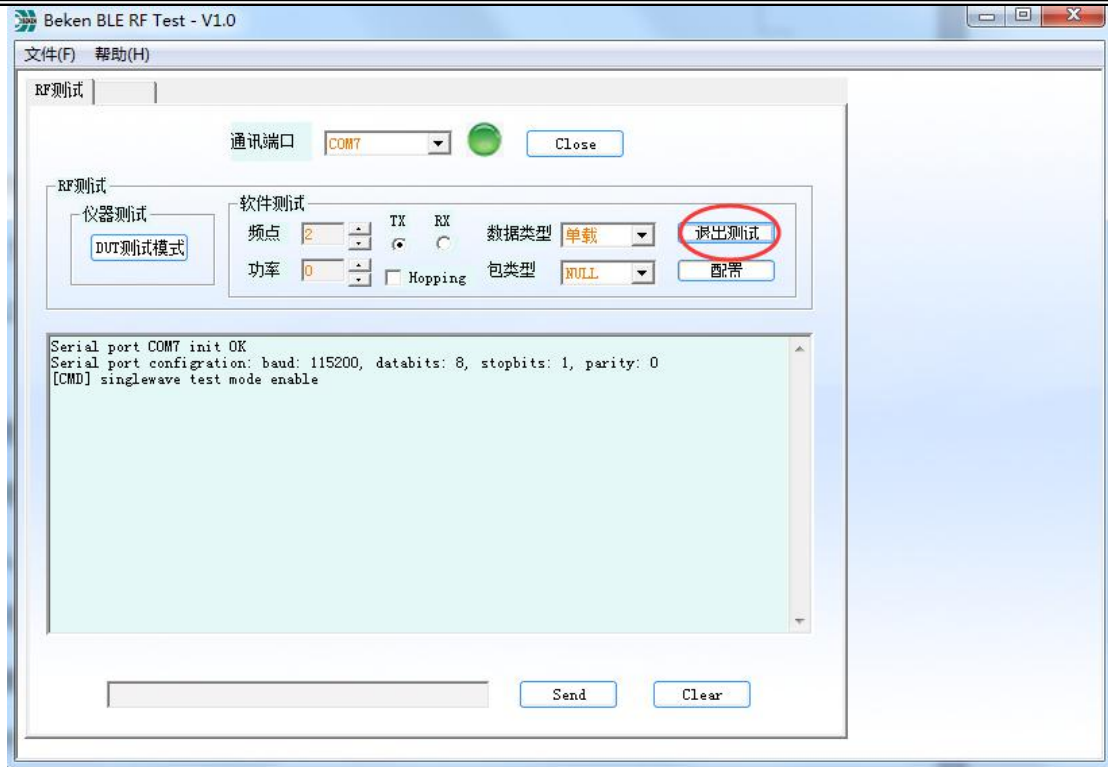 Beken BLE RF Test - V1.0
文件(F) 帮助(H)
RF测试
通讯端口 COM7 Close
RF测试
仪器测试
DUT测试模式
软件测试
频点 2 TX RX 数据类型 单载 退出测试
功率 0 Hopping 包类型 NULL 配置
Serial port COM7 init OK
Serial port configration: baud: 115200, databits: 8, stopbits: 1, parity: 0
[CMD] singlewave test mode enable
Send Clear